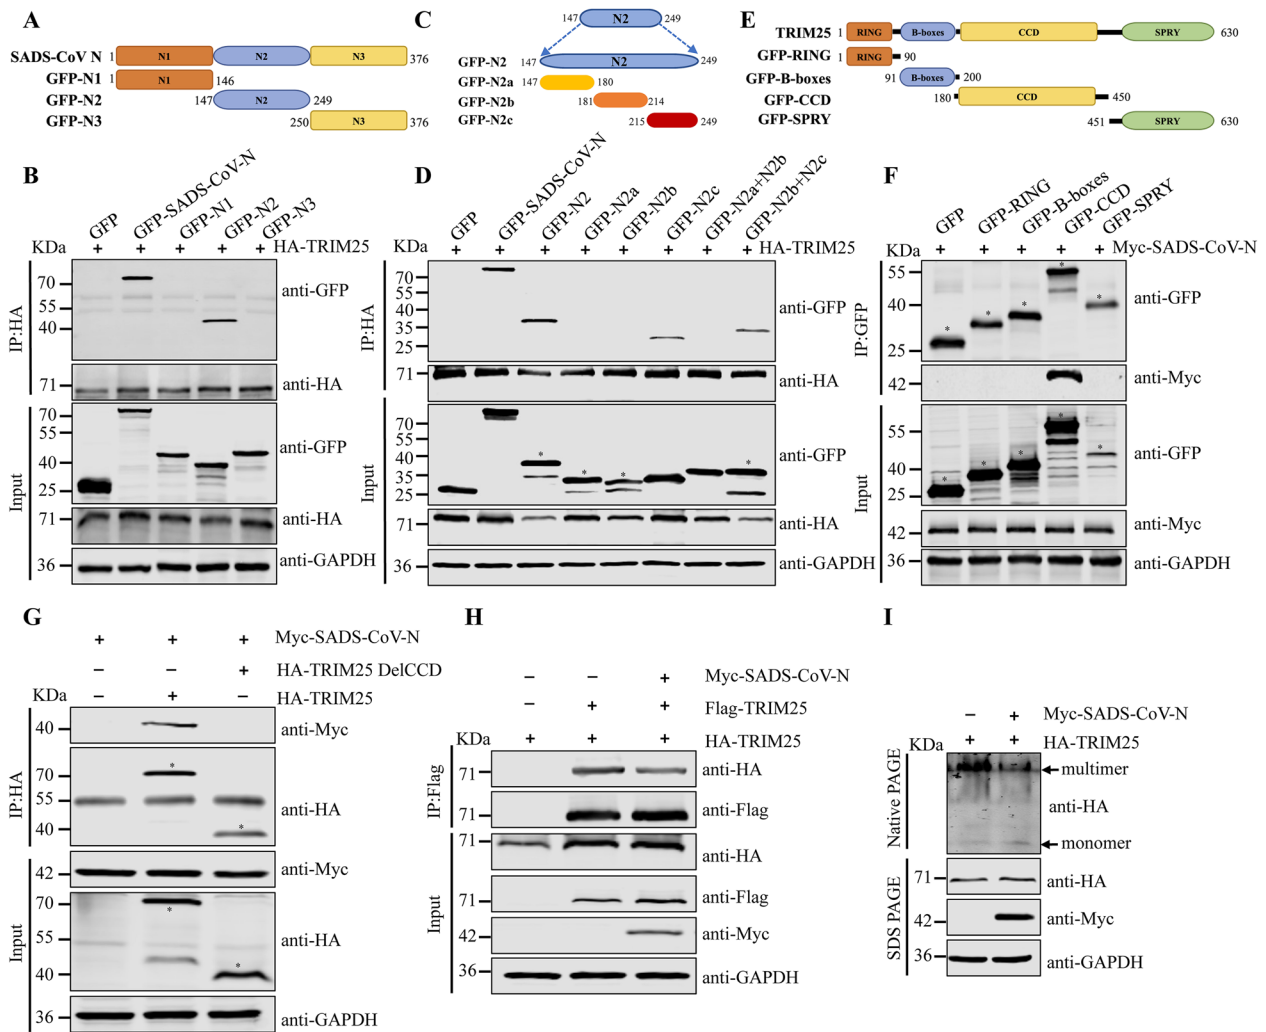 A
SADS-CoV N 1 N1 N2 N3 376
GFP-N1 1 N1 146
GFP-N2 147 N2 249
GFP-N3 250 N3 376
B
GFP GFP-SADS-CoV-N GFP-N1 GFP-N2 GFP-N3
KDa + + + + + HA-TRIM25
IP:HA
70 55 40 anti-GFP
71 anti-HA
Input
70 55 40 25 anti-GFP
71 anti-HA
36 anti-GAPDH
C
147 N2 249
GFP-N2 147 N2 249
GFP-N2a 147 180
GFP-N2b 181 214
GFP-N2c 215 249
D
GFP GFP-SADS-CoV-N GFP-N2 GFP-N2a GFP-N2b GFP-N2c GFP-N2a+N2b GFP-N2b+N2c
KDa + + + + + + + + HA-TRIM25
IP:HA
70 55 40 35 25 anti-GFP
71 anti-HA
Input
70 55 40 35 25 * * * * anti-GFP
71 anti-HA
36 anti-GAPDH
E
TRIM25 1 RING B-boxes CCD SPRY 630
GFP-RING 1 RING 90
GFP-B-boxes 91 B-boxes 200
GFP-CCD 180 CCD 450
GFP-SPRY 451 SPRY 630
F
GFP GFP-RING GFP-B-boxes GFP-CCD GFP-SPRY
KDa + + + + + Myc-SADS-CoV-N
IP:GFP
55 40 25 * * * * * anti-GFP
42 anti-Myc
Input
55 40 25 * * * * * anti-GFP
42 anti-Myc
36 anti-GAPDH
G
+ + + Myc-SADS-CoV-N
− − + HA-TRIM25 DelCCD
KDa − + − HA-TRIM25
IP:HA
40 anti-Myc
70 55 40 * * anti-HA
Input
42 anti-Myc
70 55 40 * * anti-HA
36 anti-GAPDH
H
− − + Myc-SADS-CoV-N
− + + Flag-TRIM25
KDa + + + HA-TRIM25
IP:Flag
71 anti-HA
71 anti-Flag
Input
71 anti-HA
71 anti-Flag
42 anti-Myc
36 anti-GAPDH
I
− + Myc-SADS-CoV-N
KDa + + HA-TRIM25
Native PAGE
multimer
anti-HA
monomer
SDS PAGE
71 anti-HA
42 anti-Myc
36 anti-GAPDH